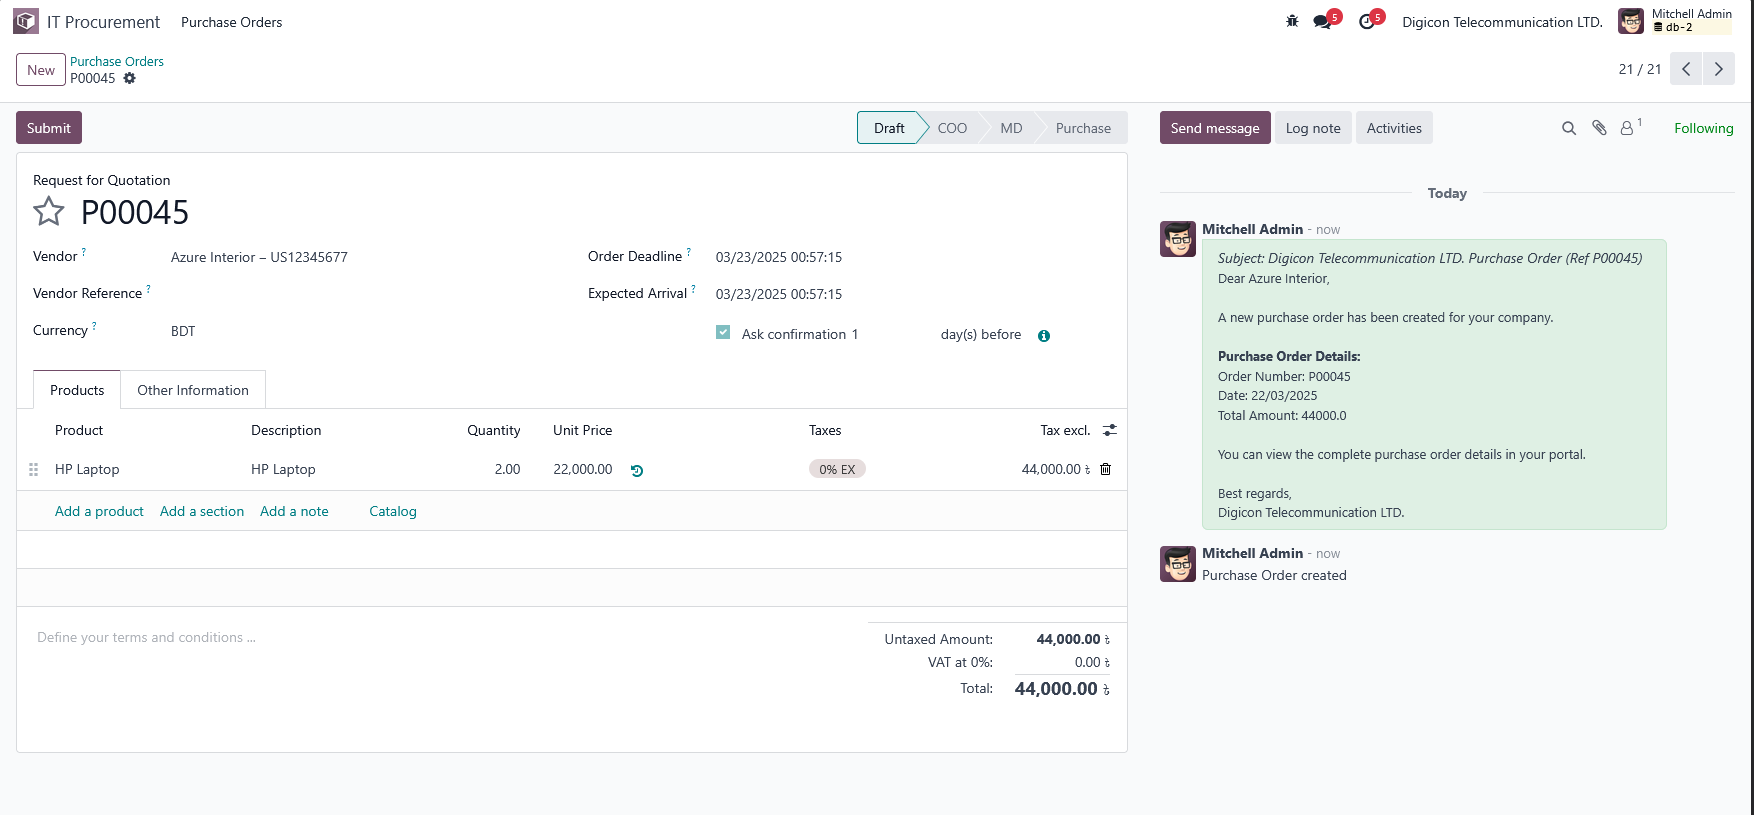 IT Procurement Purchase Orders 5 5 Digicon Telecommunication LTD. Mitchell Admin
db-2
New Purchase Orders
P00045 21 / 21
Submit Draft COO MD Purchase Send message Log note Activities 1 Following
Request for Quotation
P00045
Vendor ? Azure Interior – US12345677 Order Deadline ? 03/23/2025 00:57:15
Vendor Reference ? Expected Arrival ? 03/23/2025 00:57:15
Currency ? BDT Ask confirmation 1 day(s) before
Products Other Information
Product Description Quantity Unit Price Taxes Tax excl.
HP Laptop HP Laptop 2.00 22,000.00 0% EX 44,000.00 ৳
Add a product Add a section Add a note Catalog
Define your terms and conditions ...
Untaxed Amount: 44,000.00 ৳
VAT at 0%: 0.00 ৳
Total: 44,000.00 ৳
Today
Mitchell Admin - now
Subject: Digicon Telecommunication LTD. Purchase Order (Ref P00045)
Dear Azure Interior,
A new purchase order has been created for your company.
Purchase Order Details:
Order Number: P00045
Date: 22/03/2025
Total Amount: 44000.0
You can view the complete purchase order details in your portal.
Best regards,
Digicon Telecommunication LTD.
Mitchell Admin - now
Purchase Order created